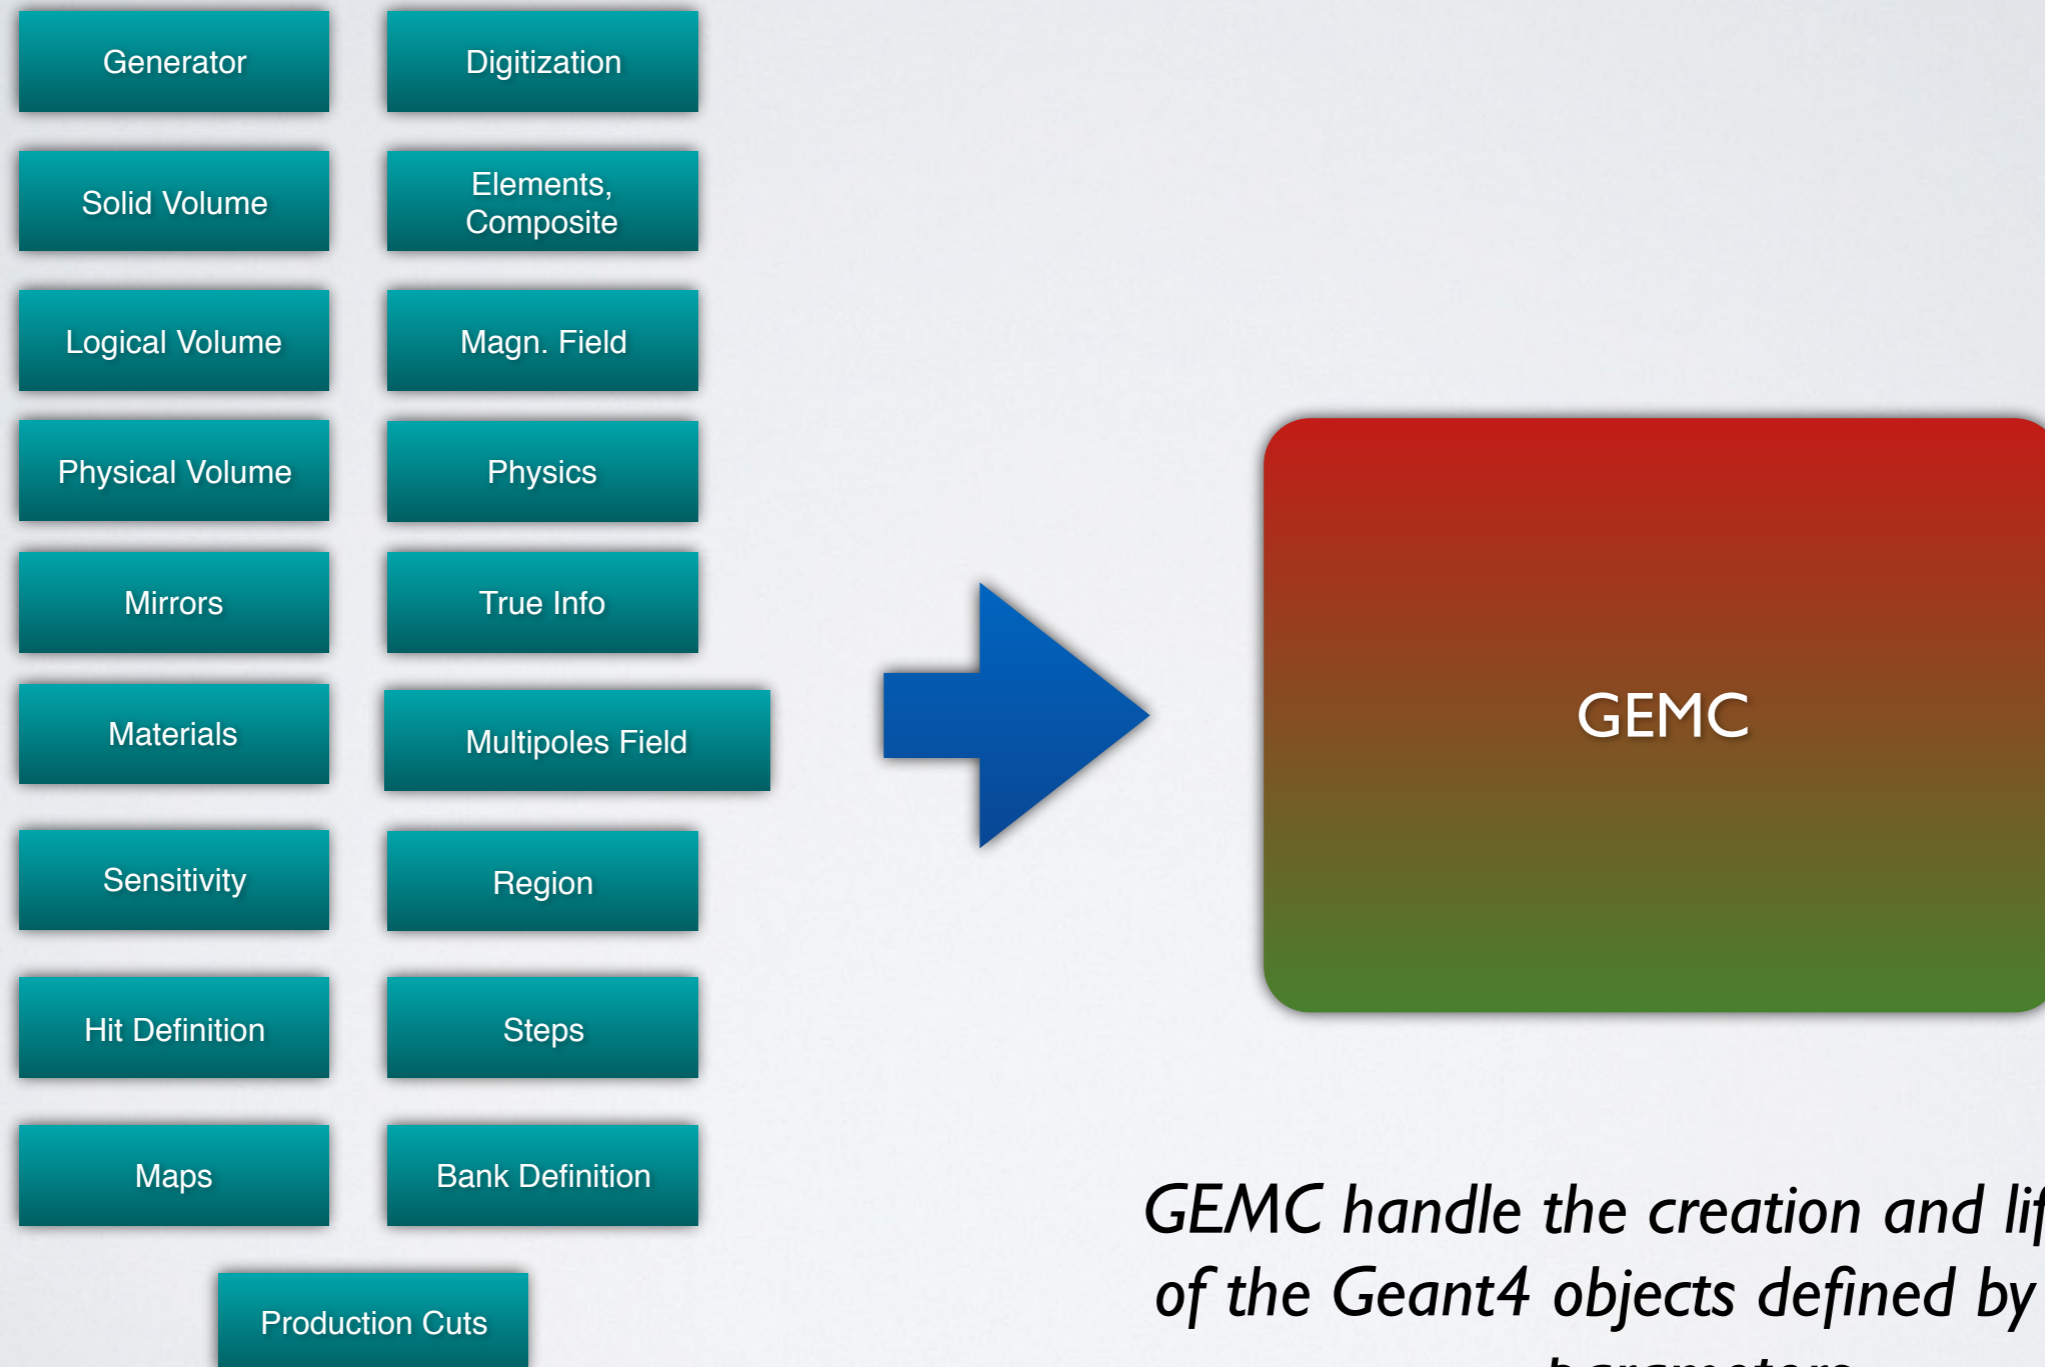 Generator
Digitization
Solid Volume
Elements,
Composite
Logical Volume
Magn. Field
Physical Volume
Physics
Mirrors
True Info
Materials
Multipoles Field
Sensitivity
Region
Hit Definition
Steps
Maps
Bank Definition
Production Cuts
GEMC
GEMC handle the creation and
of the Geant4 objects defined by